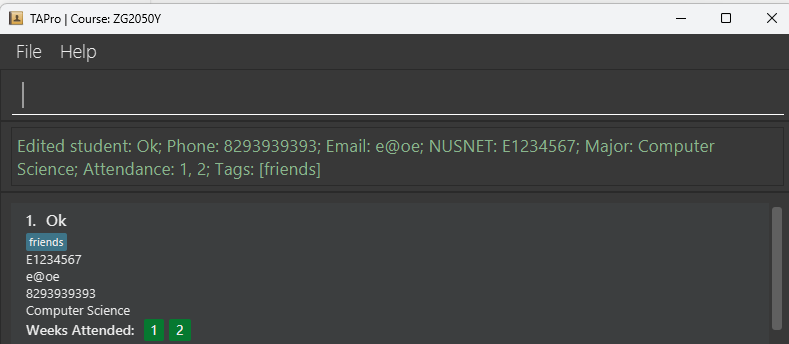 TAPro | Course: ZG2050Y
File Help
Edited student: Ok; Phone: 8293939393; Email: e@oe; NUSNET: E1234567; Major: Computer
Science; Attendance: 1, 2; Tags: [friends]
1. Ok
friends
E1234567
e@oe
8293939393
Computer Science
Weeks Attended: 1 2